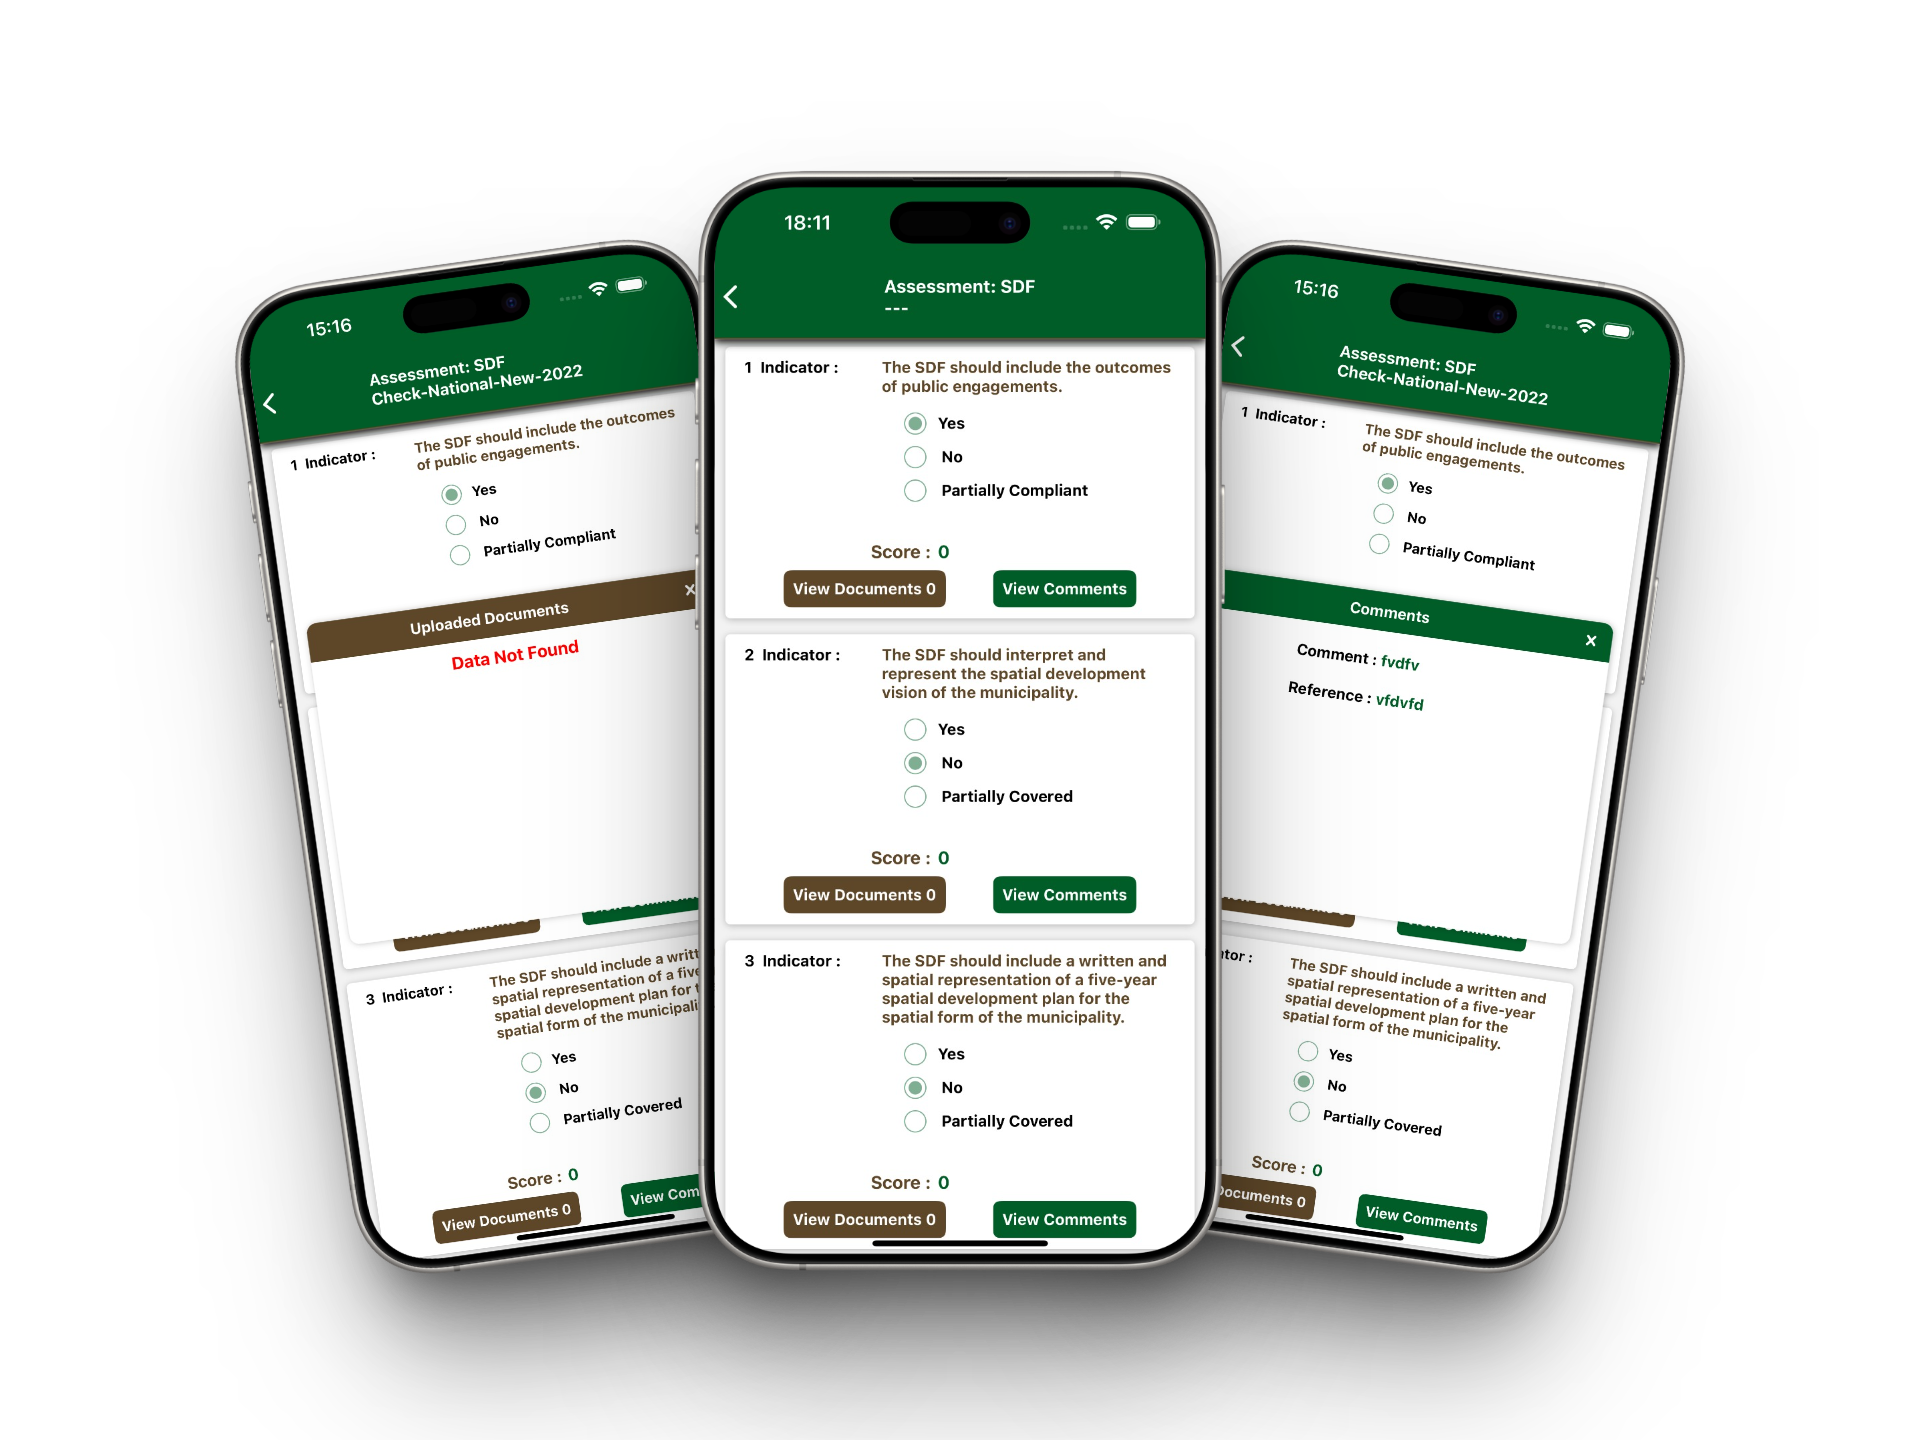 15:16
Assessment: SDF
Check-National-New-2022
1 Indicator :
The SDF should include the outcomes
of public engagements.
Yes
No
Partially Compliant
Uploaded Documents
x
Data Not Found
3 Indicator :
The SDF should include a writt
spatial representation of a five
spatial development plan for t
spatial form of the municipali
Yes
No
Partially Covered
Score : 0
View Documents 0
View Com
18:11
Assessment: SDF
---
1 Indicator :
The SDF should include the outcomes
of public engagements.
Yes
No
Partially Compliant
Score : 0
View Documents 0
View Comments
2 Indicator :
The SDF should interpret and
represent the spatial development
vision of the municipality.
Yes
No
Partially Covered
Score : 0
View Documents 0
View Comments
3 Indicator :
The SDF should include a written and
spatial representation of a five-year
spatial development plan for the
spatial form of the municipality.
Yes
No
Partially Covered
Score : 0
View Documents 0
View Comments
15:16
Assessment: SDF
Check-National-New-2022
1 Indicator :
The SDF should include the outcomes
of public engagements.
Yes
No
Partially Compliant
Comments
x
Comment : fvdfv
Reference : vfdvfd
tor :
The SDF should include a written and
spatial representation of a five-year
spatial development plan for the
spatial form of the municipality.
Yes
No
Partially Covered
Score : 0
ocuments 0
View Comments